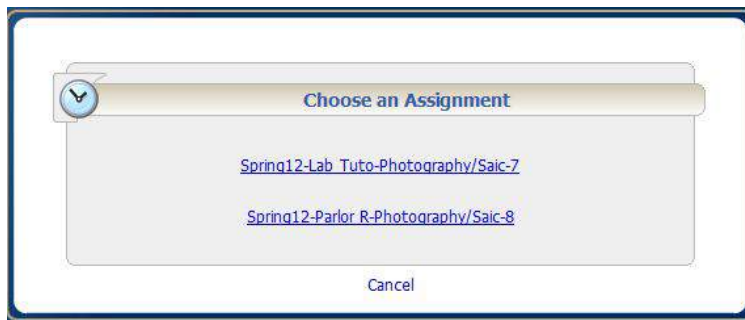 Choose an Assignment
Spring12-Lab Tuto-Photography/Saic-7
Spring12-Parlor R-Photography/Saic-8
Cancel